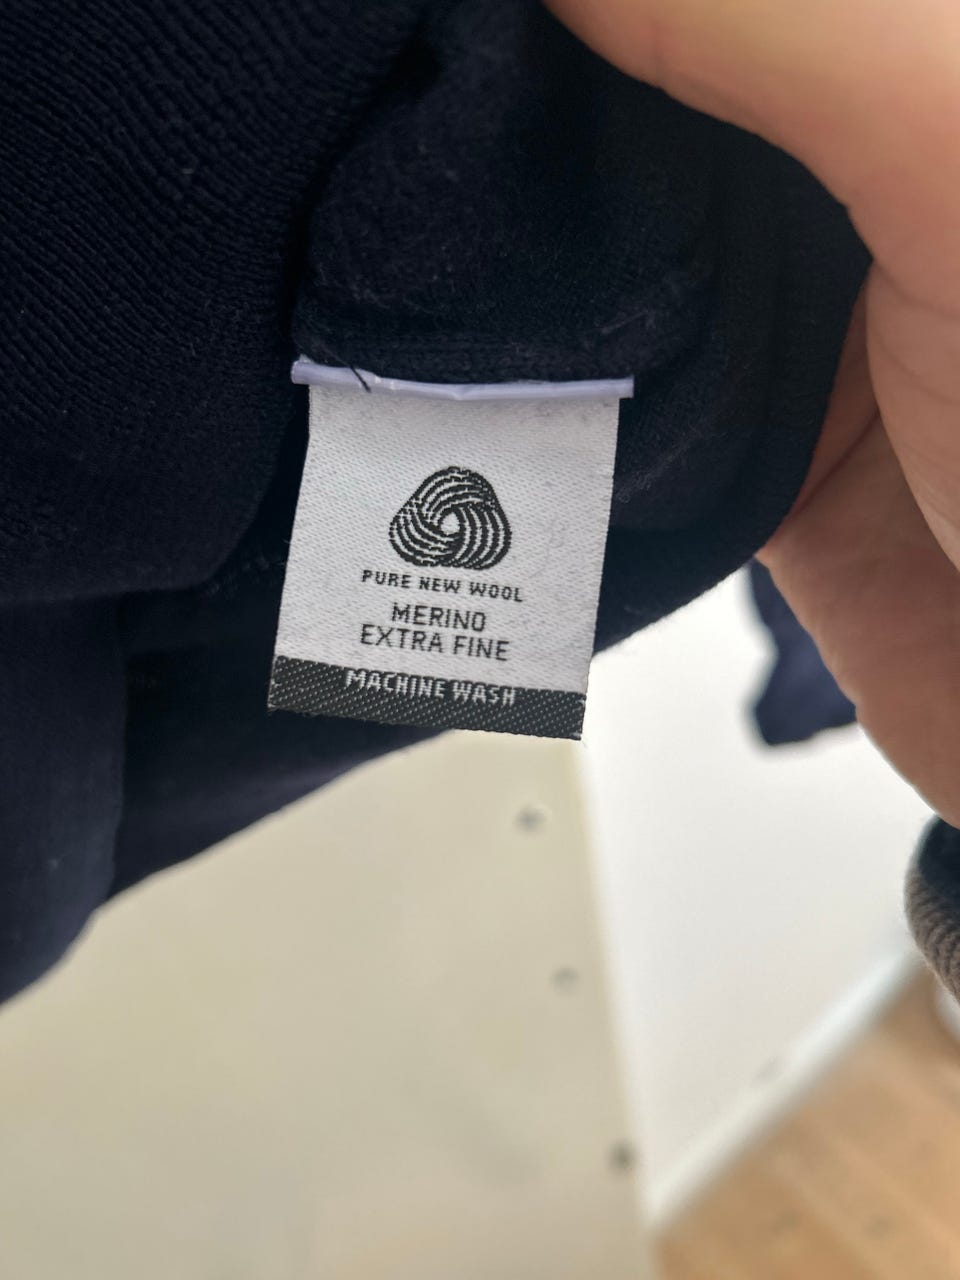 PURE NEW WOOL
MERINO
EXTRA FINE
MACHINE WASH